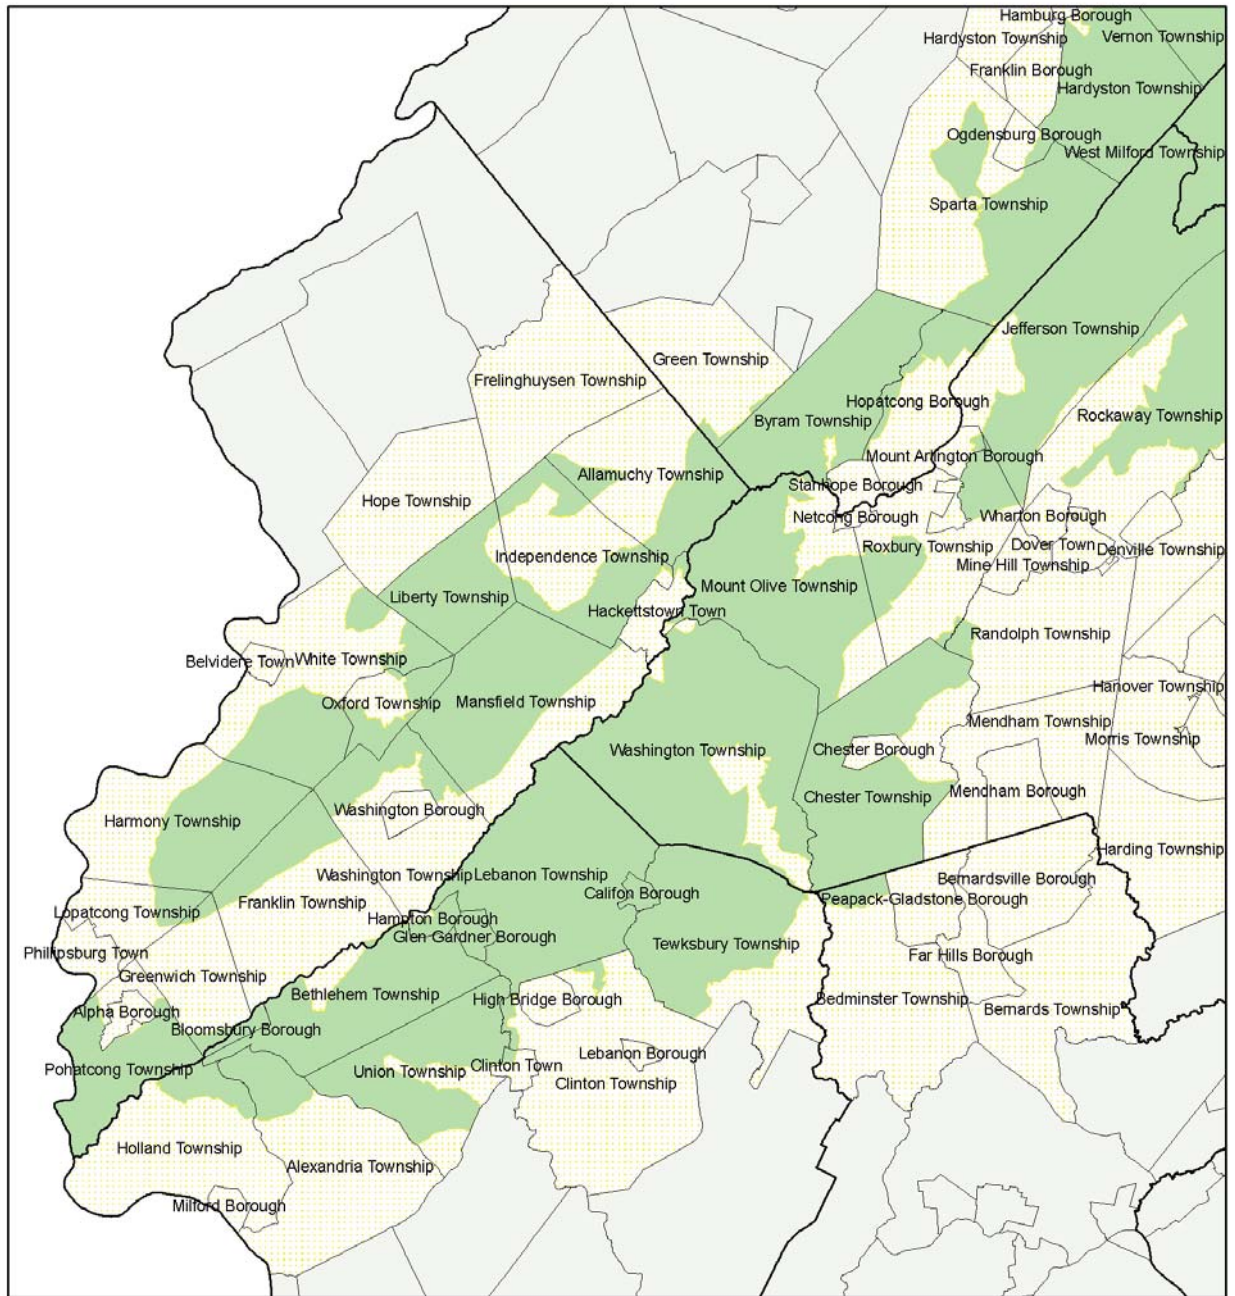 Hamburg Borough
Hardyston Township
Vernon Township
Franklin Borough
Hardyston Township
Ogdensburg Borough
West Milford Township
Sparta Township
Jefferson Township
Green Township
Frelinghuysen Township
Hopatcong Borough
Byram Township
Rockaway Township
Mount Arlington Borough
Allamuchy Township
Stanhope Borough
Hope Township
Netcong Borough
Wharton Borough
Roxbury Township
Dover Town
Denville Township
Independence Township
Mine Hill Township
Mount Olive Township
Liberty Township
Hackettstown Town
Randolph Township
Belvidere Town
White Township
Hanover Township
Oxford Township
Mansfield Township
Mendham Township
Morris Township
Washington Township
Chester Borough
Mendham Borough
Chester Township
Washington Borough
Harmony Township
Harding Township
Washington Township
Lebanon Township
Bernardsville Borough
Califon Borough
Peapack-Gladstone Borough
Franklin Township
Lopatcong Township
Hampton Borough
Glen Gardner Borough
Tewksbury Township
Phillipsburg Town
Far Hills Borough
Greenwich Township
Bethlehem Township
High Bridge Borough
Bedminster Township
Alpha Borough
Bernards Township
Bloomsbury Borough
Lebanon Borough
Pohatcong Township
Union Township
Clinton Town
Clinton Township
Holland Township
Alexandria Township
Milford Borough